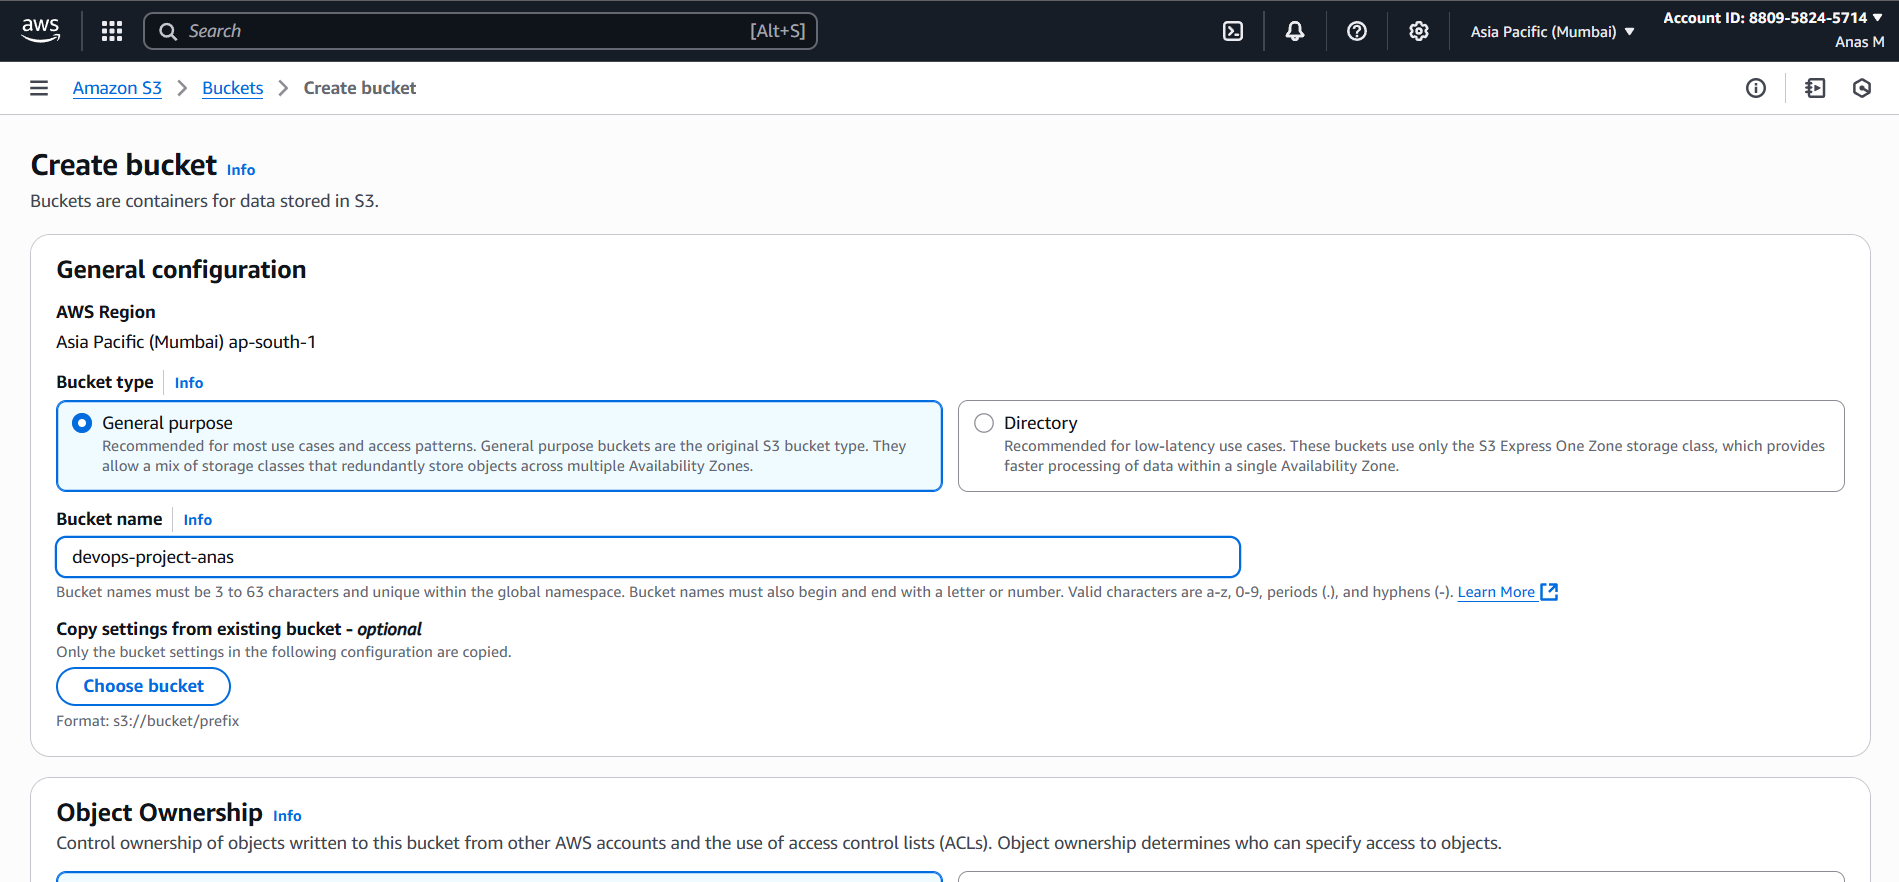 aws
Search [Alt+S]
Asia Pacific (Mumbai)
Account ID: 8809-5824-5714
Anas M
Amazon S3 > Buckets > Create bucket
Create bucket Info
Buckets are containers for data stored in S3.
General configuration
AWS Region
Asia Pacific (Mumbai) ap-south-1
Bucket type Info
General purpose
Recommended for most use cases and access patterns. General purpose buckets are the original S3 bucket type. They
allow a mix of storage classes that redundantly store objects across multiple Availability Zones.
Directory
Recommended for low-latency use cases. These buckets use only the S3 Express One Zone storage class, which provides
faster processing of data within a single Availability Zone.
Bucket name Info
devops-project-anas
Bucket names must be 3 to 63 characters and unique within the global namespace. Bucket names must also begin and end with a letter or number. Valid characters are a-z, 0-9, periods (.), and hyphens (-). Learn More
Copy settings from existing bucket - optional
Only the bucket settings in the following configuration are copied.
Choose bucket
Format: s3://bucket/prefix
Object Ownership Info
Control ownership of objects written to this bucket from other AWS accounts and the use of access control lists (ACLs). Object ownership determines who can specify access to objects.